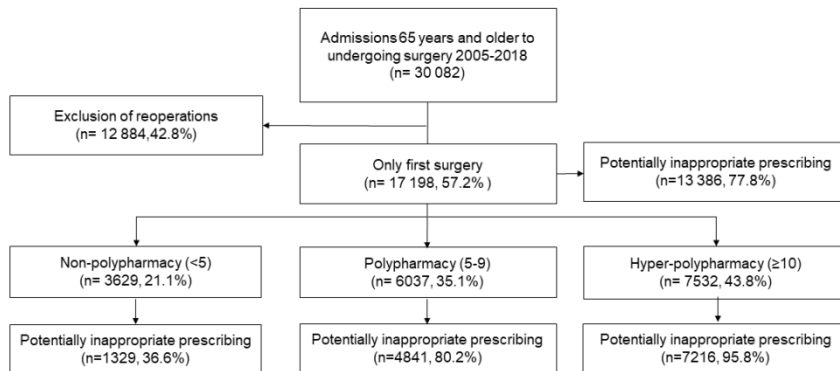 Admissions 65 years and older to
undergoing surgery 2005-2018
(n= 30 082)
Exclusion of reoperations
(n= 12 884,42.8%)
Only first surgery
(n= 17 198, 57.2% )
Potentially inappropriate prescribing
(n=13 386, 77.8%)
Non-polypharmacy (<5)
(n= 3629, 21.1%)
Polypharmacy (5-9)
(n= 6037, 35.1%)
Hyper-polypharmacy (≥10)
(n= 7532, 43.8%)
Potentially inappropriate prescribing
(n=1329, 36.6%)
Potentially inappropriate prescribing
(n=4841, 80.2%)
Potentially inappropriate prescribing
(n=7216, 95.8%)